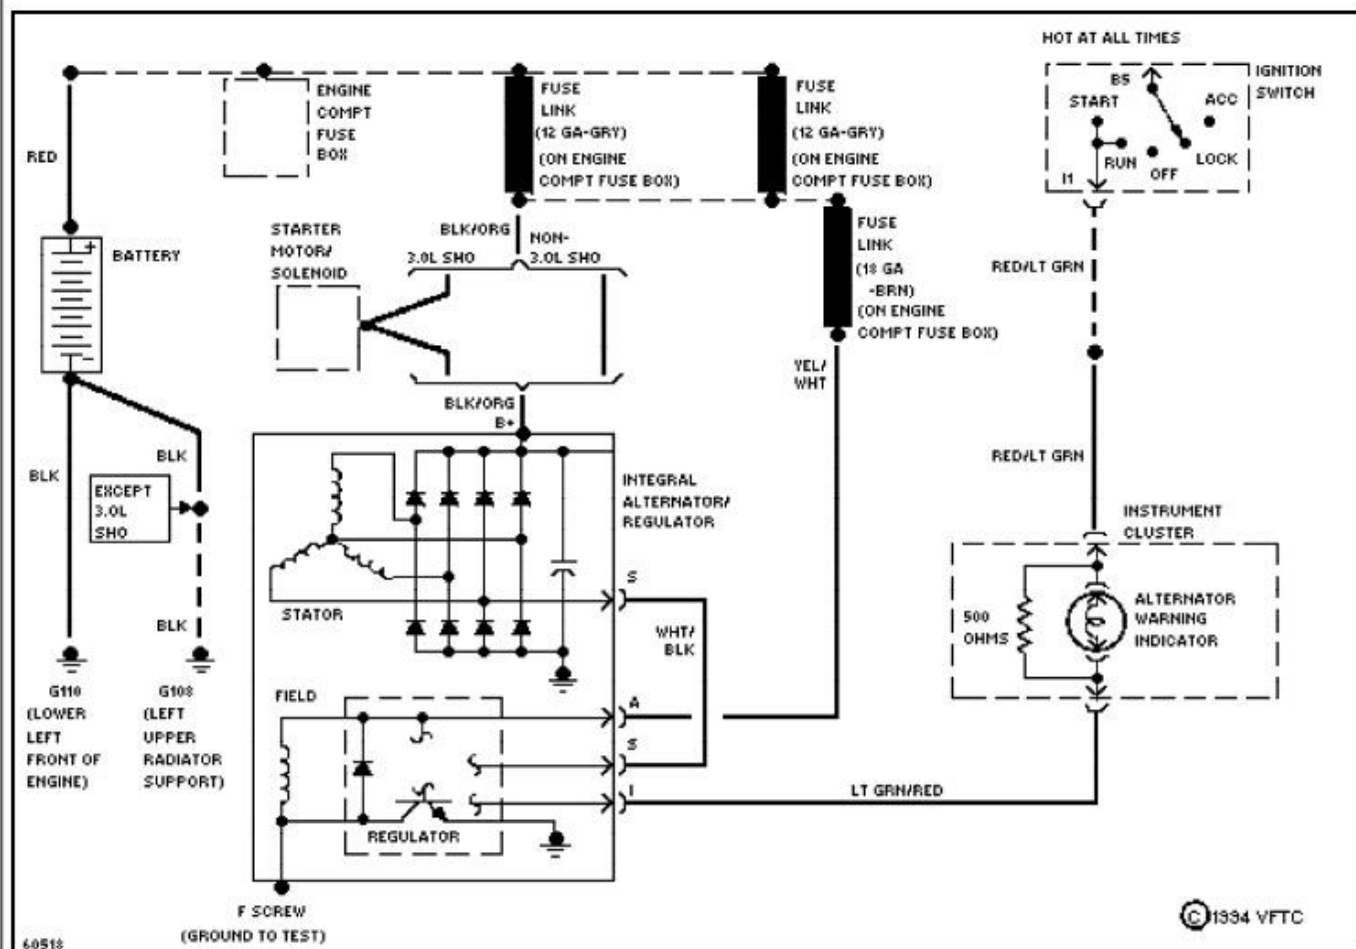 HOT AT ALL TIMES
IGNITION
SWITCH
B5
START
ACC
RUN
OFF
LOCK
I1
ENGINE
COMPT
FUSE
BOX
FUSE
LINK
(12 GA-GRY)
(ON ENGINE
COMPT FUSE BOX)
FUSE
LINK
(12 GA-GRY)
(ON ENGINE
COMPT FUSE BOX)
RED
BATTERY
+
-
STARTER
MOTOR/
SOLENOID
BLK/ORG
3.0L SHO
NON-
3.0L SHO
FUSE
LINK
(18 GA
-BRN)
(ON ENGINE
COMPT FUSE BOX)
RED/LT GRN
YEL/
WHT
BLK/ORG
B+
BLK
BLK
EXCEPT
3.0L
SHO
INTEGRAL
ALTERNATOR/
REGULATOR
RED/LT GRN
INSTRUMENT
CLUSTER
S
STATOR
WHT/
BLK
500
OHMS
ALTERNATOR
WARNING
INDICATOR
BLK
G110
(LOWER
LEFT
FRONT OF
ENGINE)
G108
(LEFT
UPPER
RADIATOR
SUPPORT)
FIELD
A
S
I
LT GRN/RED
REGULATOR
F SCREW
(GROUND TO TEST)
60518
© 1994 VFTC